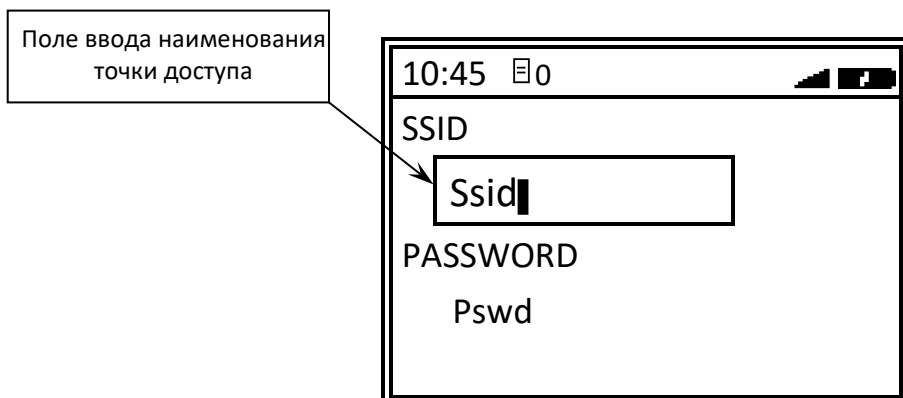 Поле ввода наименования
точки доступа
10:45 0
SSID
Ssid
PASSWORD
Pswd